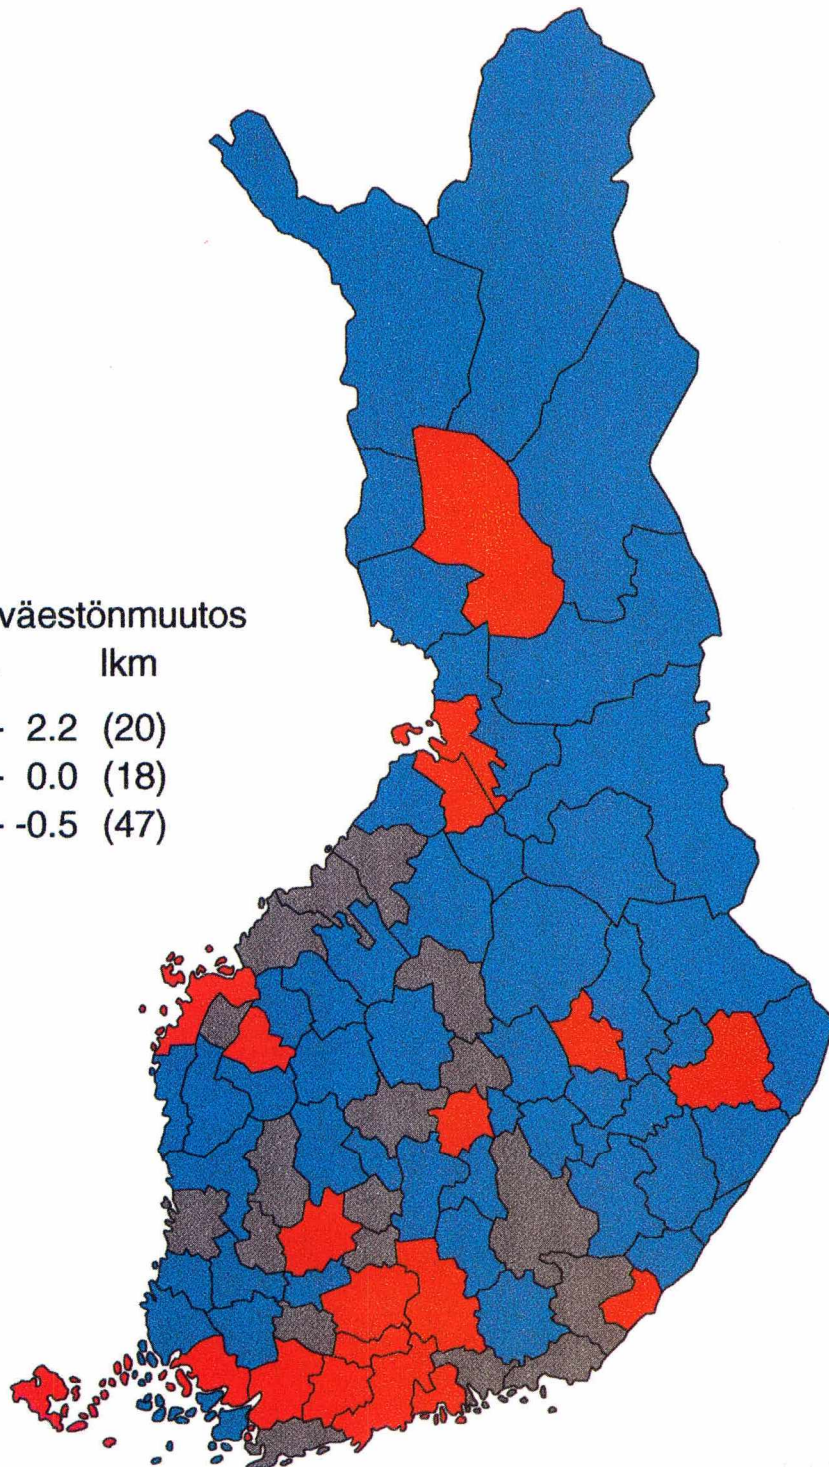 väestönmuutos
lkm
- 2.2 (20)
- 0.0 (18)
- -0.5 (47)